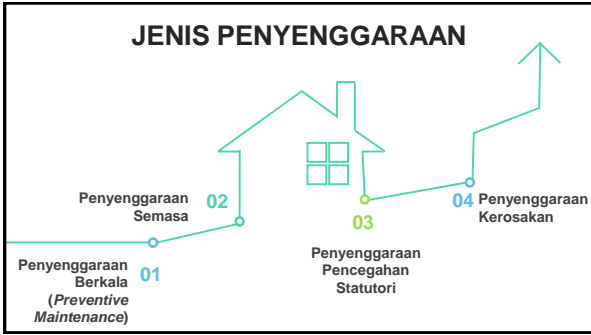 JENIS PENYENGGARAAN
Penyenggaraan
Berkala
(Preventive
Maintenance)
01
Penyenggaraan
Semasa
02
03
Penyenggaraan
Pencegahan
Statutori
04
Penyenggaraan
Kerosakan